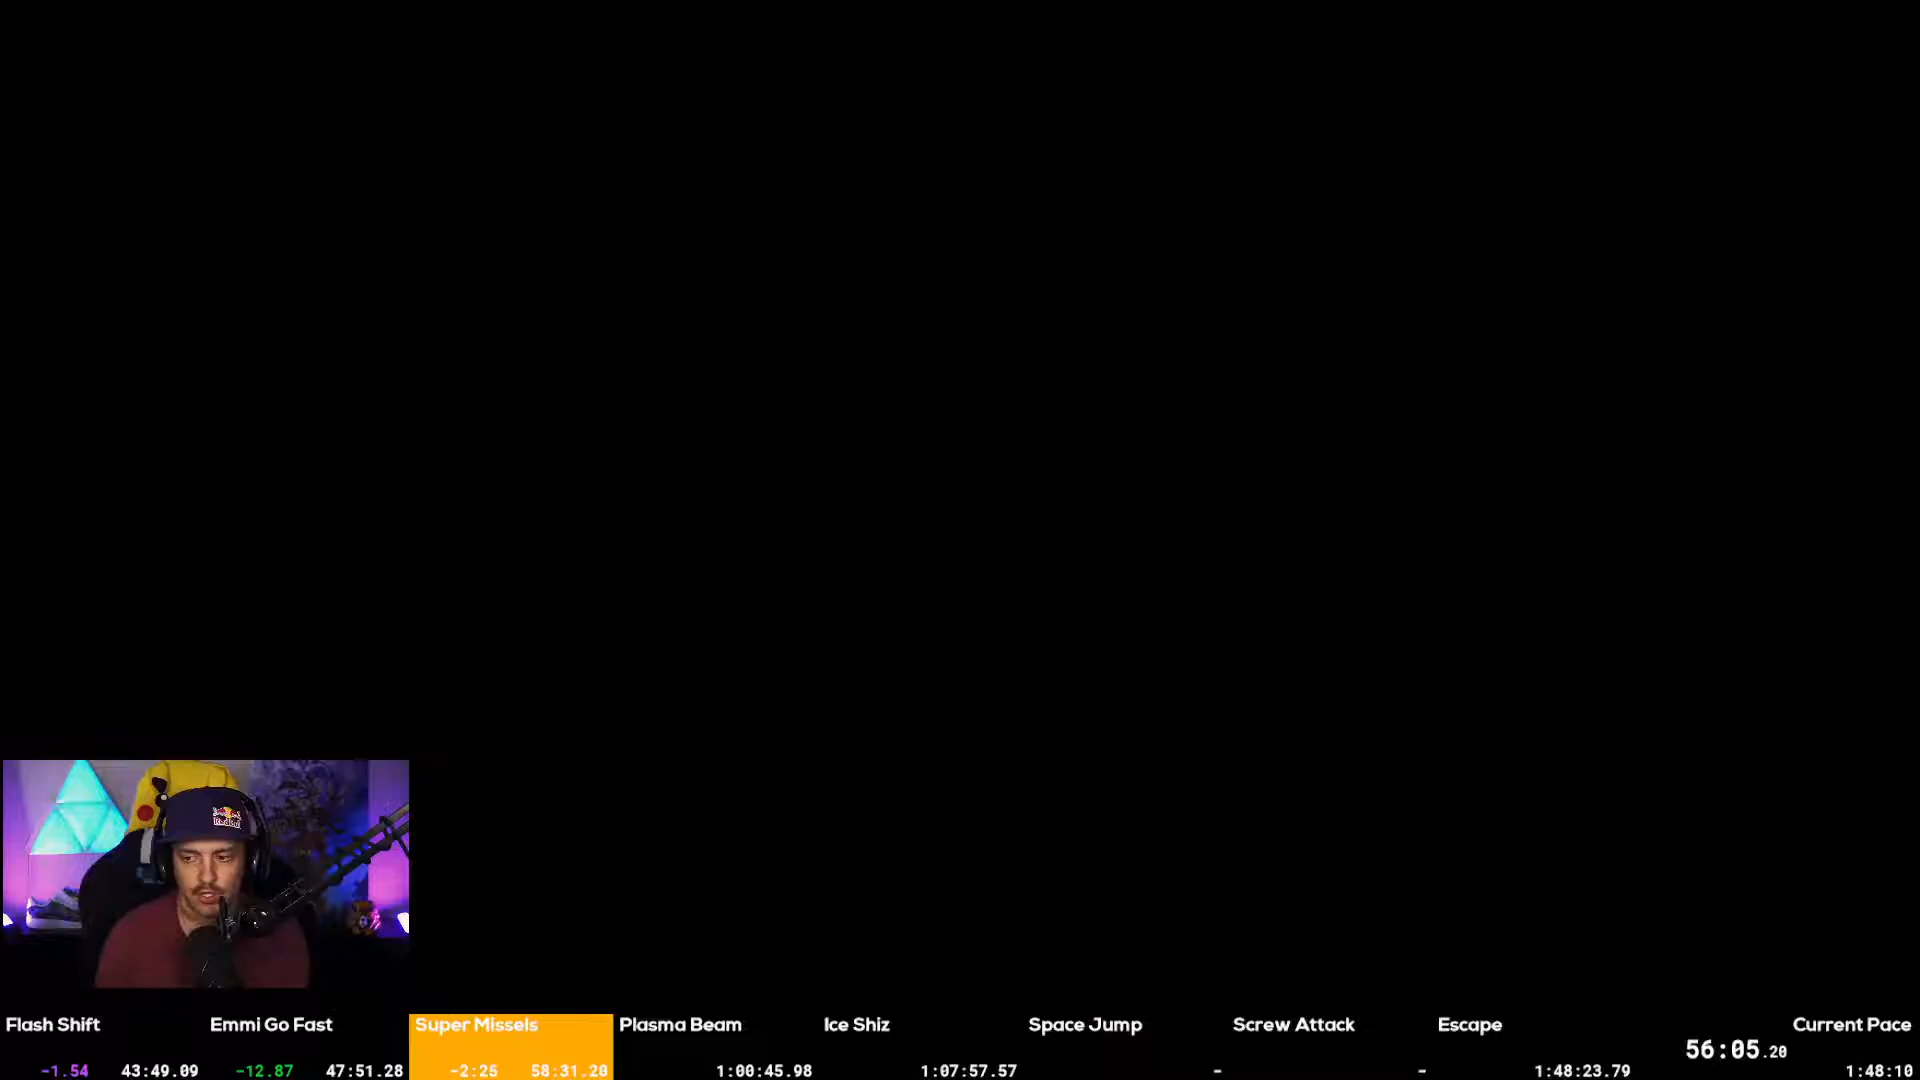 Red Bull
Flash Shift
-1.54 43:49.09
Emmi Go Fast
-12.87 47:51.28
Super Missels
-2:25 58:31.20
Plasma Beam
1:00:45.98
Ice Shiz
1:07:57.57
Space Jump
-
Screw Attack
-
Escape
1:48:23.79
56:05.20
Current Pace
1:48:10